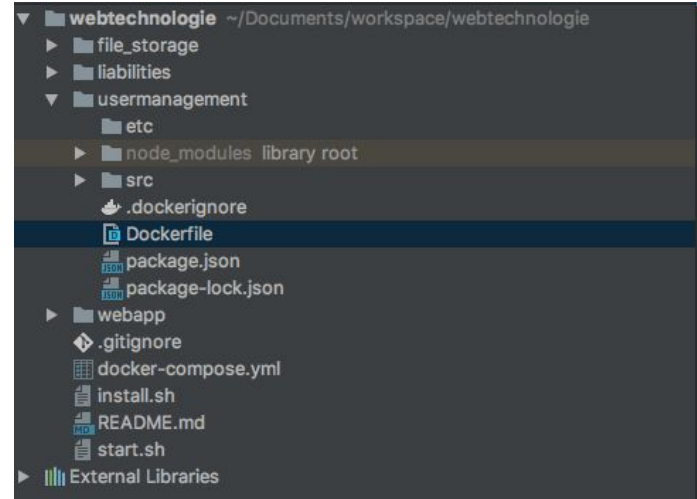 webtechnologie ~/Documents/workspace/webtechnologie
file_storage
liabilities
usermanagement
etc
node_modules library root
src
.dockerignore
Dockerfile
package.json
package-lock.json
webapp
.gitignore
docker-compose.yml
install.sh
README.md
start.sh
External Libraries